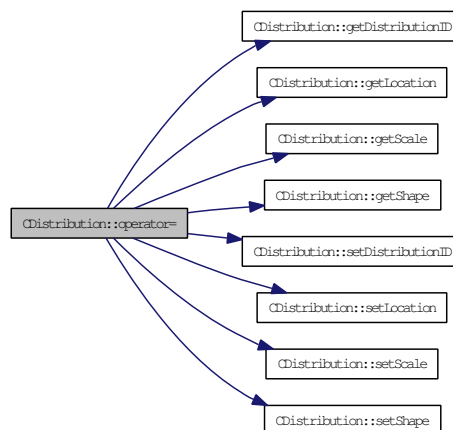 CDistribution::getDistributionID
CDistribution::getLocation
CDistribution::getScale
CDistribution::getShape
CDistribution::operator=
CDistribution::setDistributionID
CDistribution::setLocation
CDistribution::setScale
CDistribution::setShape